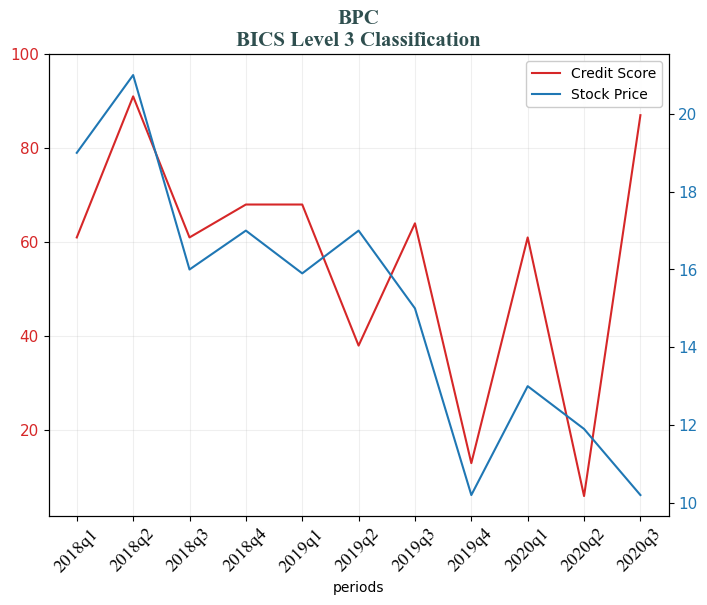 BPC
BICS Level 3 Classification
Credit Score
Stock Price
100
80
60
40
20
20
18
16
14
12
10
2018q1
2018q2
2018q3
2018q4
2019q1
2019q2
2019q3
2019q4
2020q1
2020q2
2020q3
periods